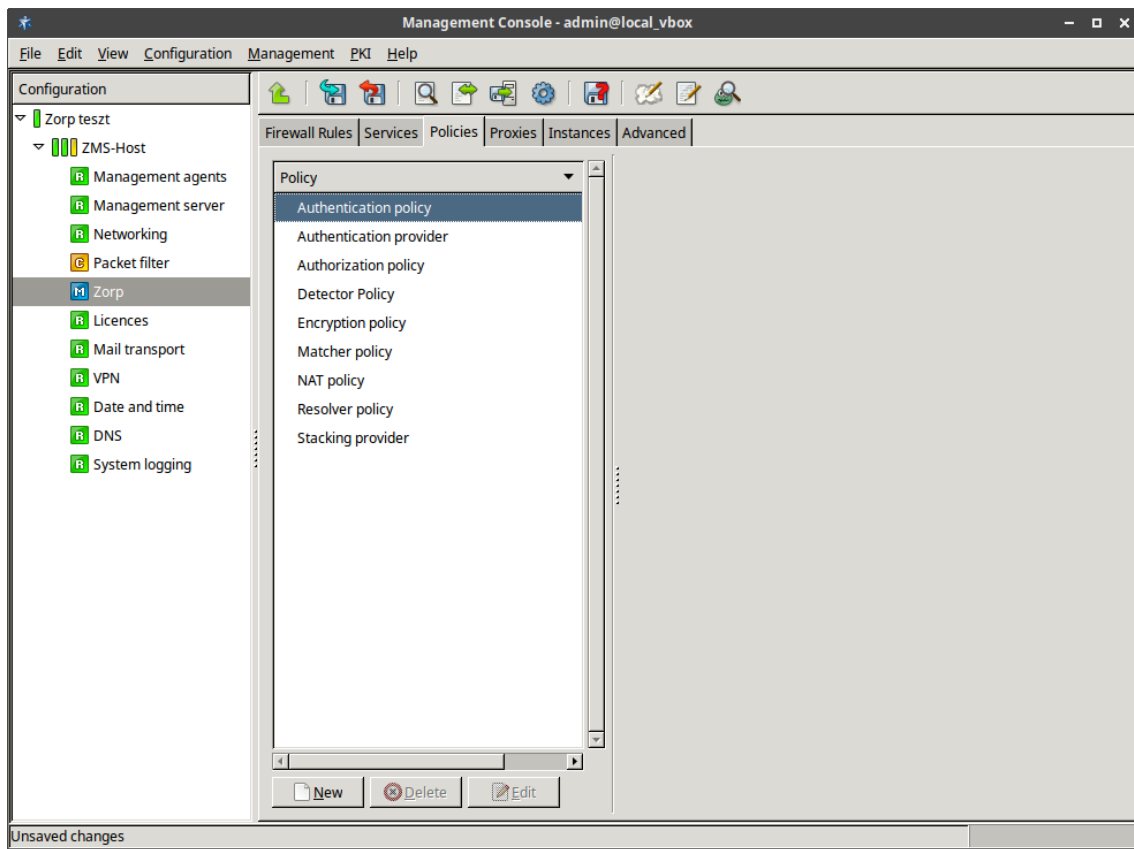 Management Console - admin@local_vbox
File Edit View Configuration Management PKI Help
Configuration
Zorp teszt
ZMS-Host
R Management agents
R Management server
R Networking
C Packet filter
M Zorp
R Licences
R Mail transport
R VPN
R Date and time
R DNS
R System logging
Firewall Rules Services Policies Proxies Instances Advanced
Policy
Authentication policy
Authentication provider
Authorization policy
Detector Policy
Encryption policy
Matcher policy
NAT policy
Resolver policy
Stacking provider
New Delete Edit
Unsaved changes